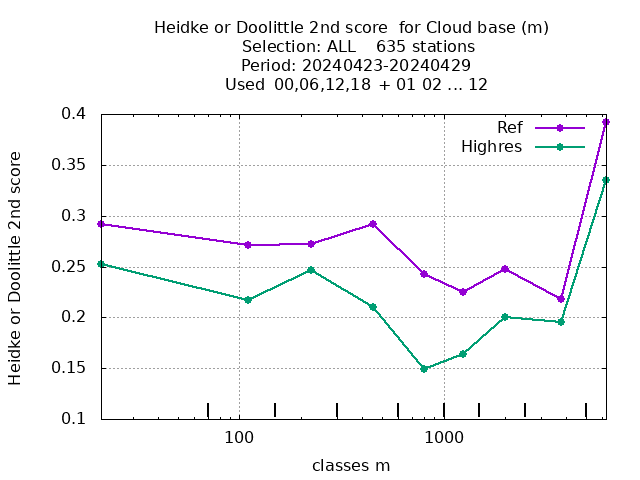 Heidke or Doolittle 2nd score  for Cloud base (m)
Selection: ALL    635 stations
Period: 20240423-20240429
Used  00,06,12,18 + 01 02 ... 12
Ref
Highres
0.4
0.35
0.3
0.25
0.2
0.15
0.1
Heidke or Doolittle 2nd score
100
1000
classes m